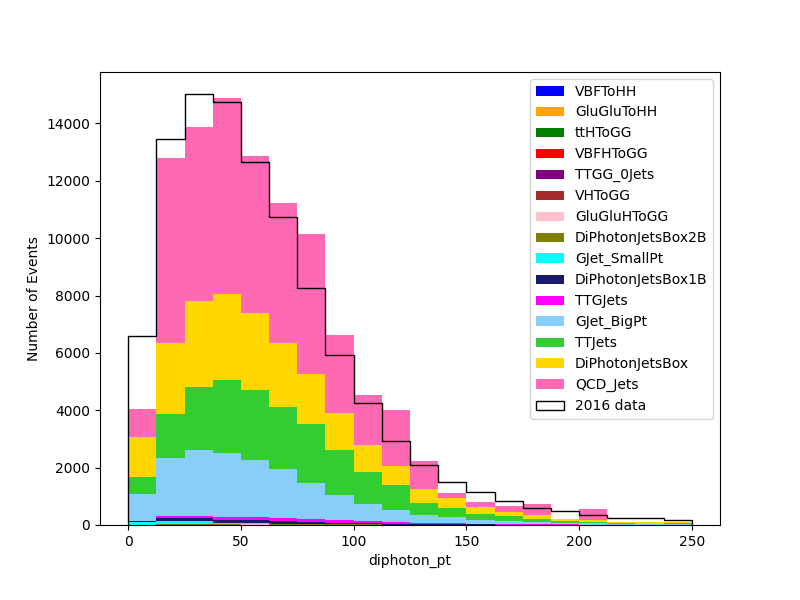 14000
12000
10000
8000
6000
4000
2000
0
Number of Events
0
50
100
150
200
250
diphoton_pt
VBFToHH
GluGluToHH
ttHToGG
VBFHToGG
TTGG_0Jets
VHToGG
GluGluHToGG
DiPhotonJetsBox2B
GJet_SmallPt
DiPhotonJetsBox1B
TTGJets
GJet_BigPt
TTJets
DiPhotonJetsBox
QCD_Jets
2016 data